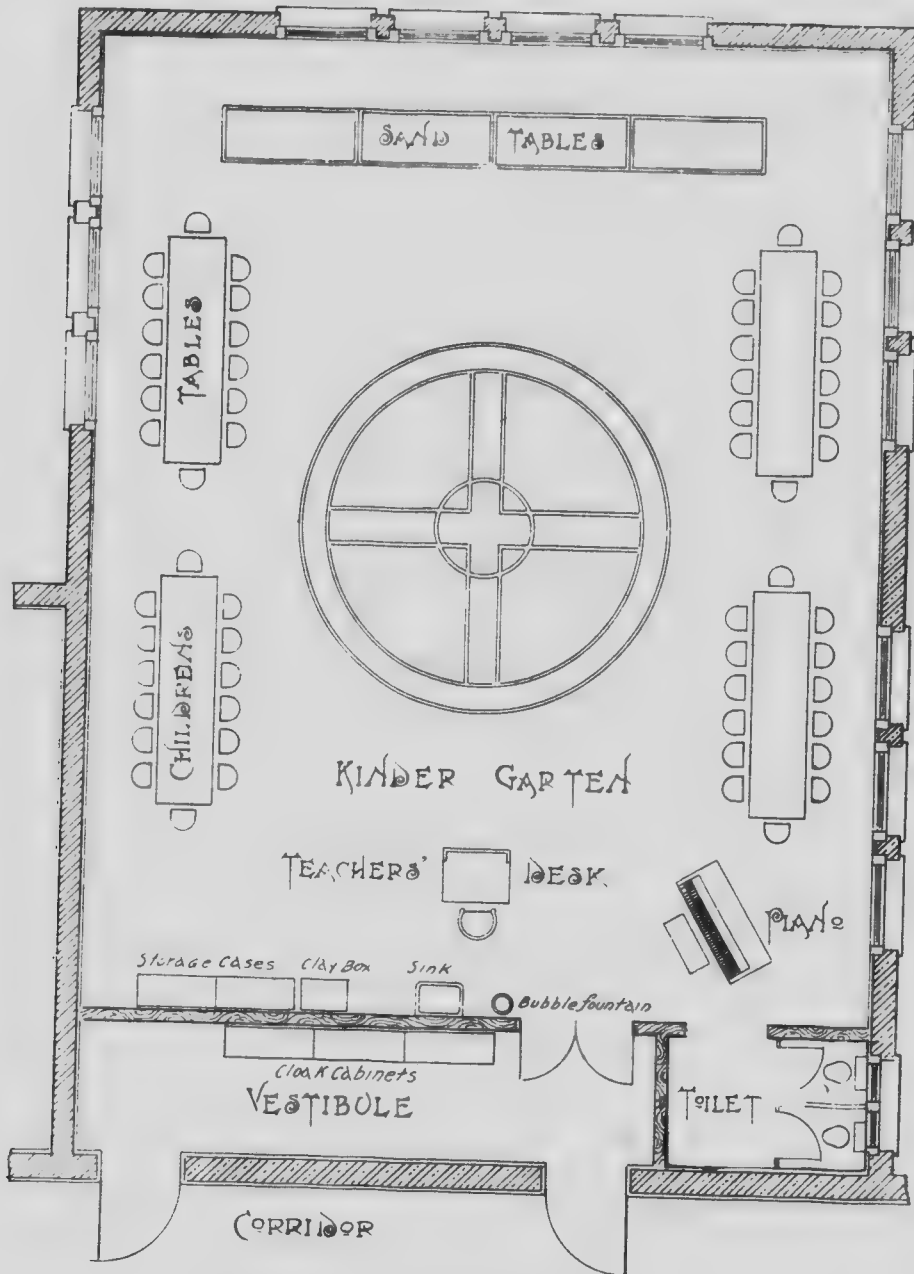 SAND TABLES
TABLES
CHILDRENS
KINDER GARTEN
TEACHERS' DESK
PIANO
Storage Cases
Clay Box
Sink
Bubble fountain
Cloak Cabinets
VESTIBULE
TOILET
CORRIDOR